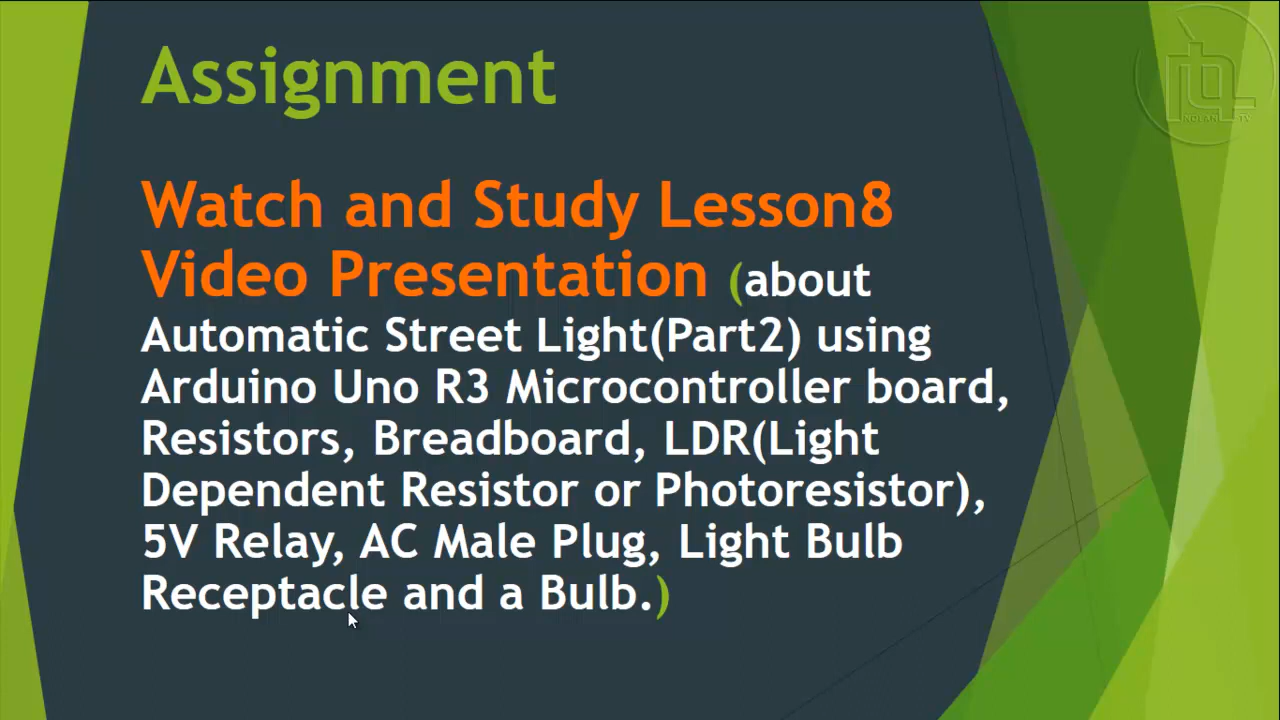 Assignment
Watch and Study Lesson8
Video Presentation (about
Automatic Street Light(Part2) using
Arduino Uno R3 Microcontroller board,
Resistors, Breadboard, LDR(Light
Dependent Resistor or Photoresistor),
5V Relay, AC Male Plug, Light Bulb
Receptacle and a Bulb.)